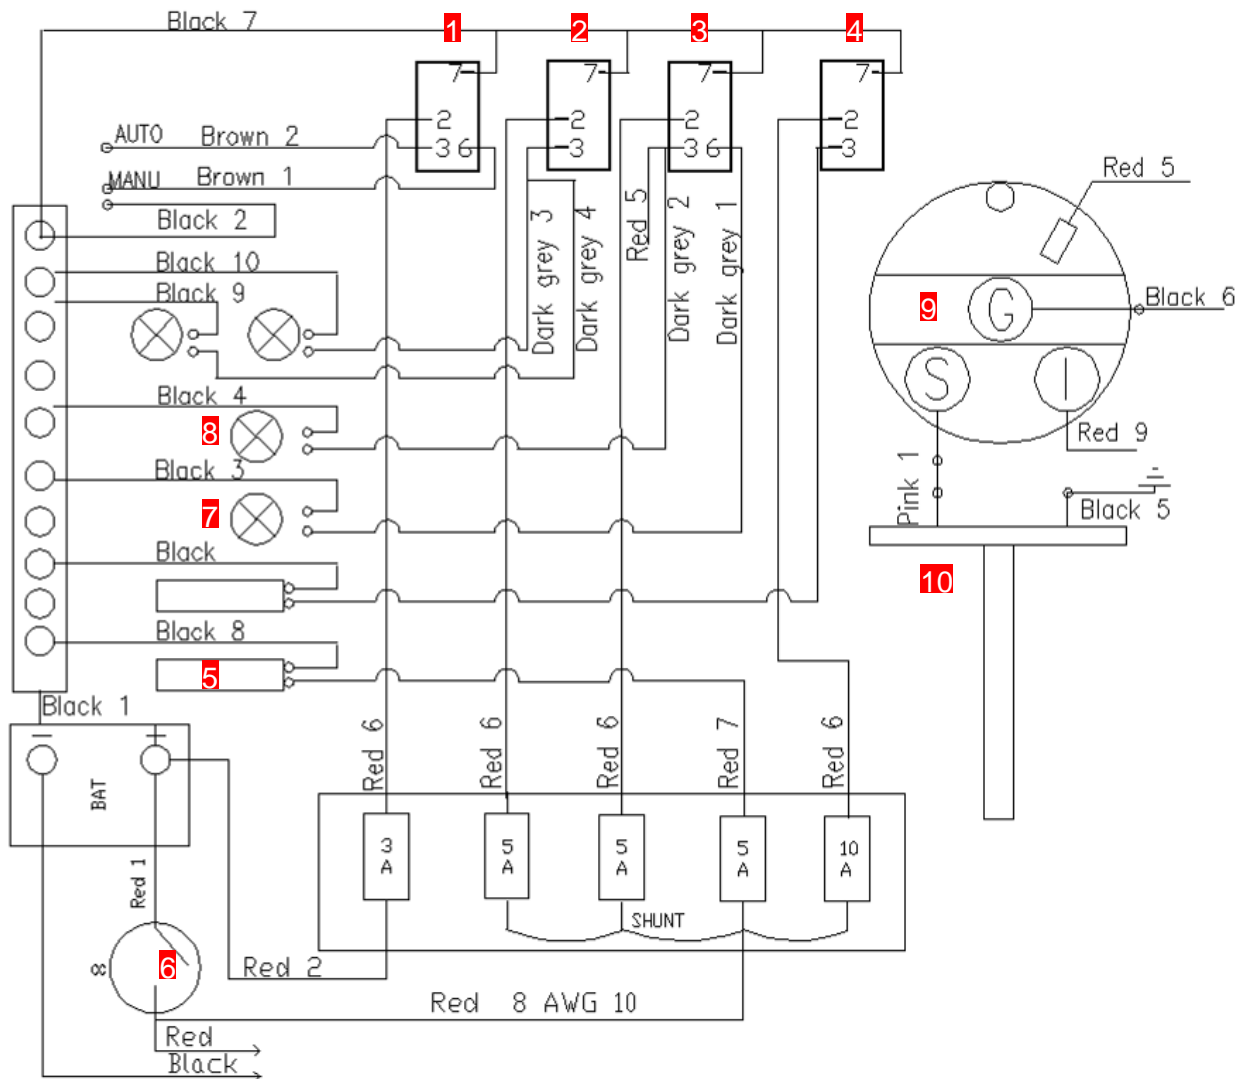 Black 7
1
2
3
4
7
7
7
7
2
2
2
2
AUTO
Brown 2
3 6
3
3 6
3
MANU
Brown 1
Black 2
Red 5
Black 10
Black 9
Dark grey 3
Dark grey 4
Red 5
Dark grey 2
Dark grey 1
9
G
Black 6
S
I
Black 4
8
Red 9
Black 3
7
Pink 1
Black 5
Black
10
Black 8
5
Black 1
BAT
Red 6
Red 6
Red 6
Red 7
Red 6
3
A
5
A
5
A
5
A
10
A
Red 1
SHUNT
8
6
Red 2
Red 8 AWG 10
Red
Black